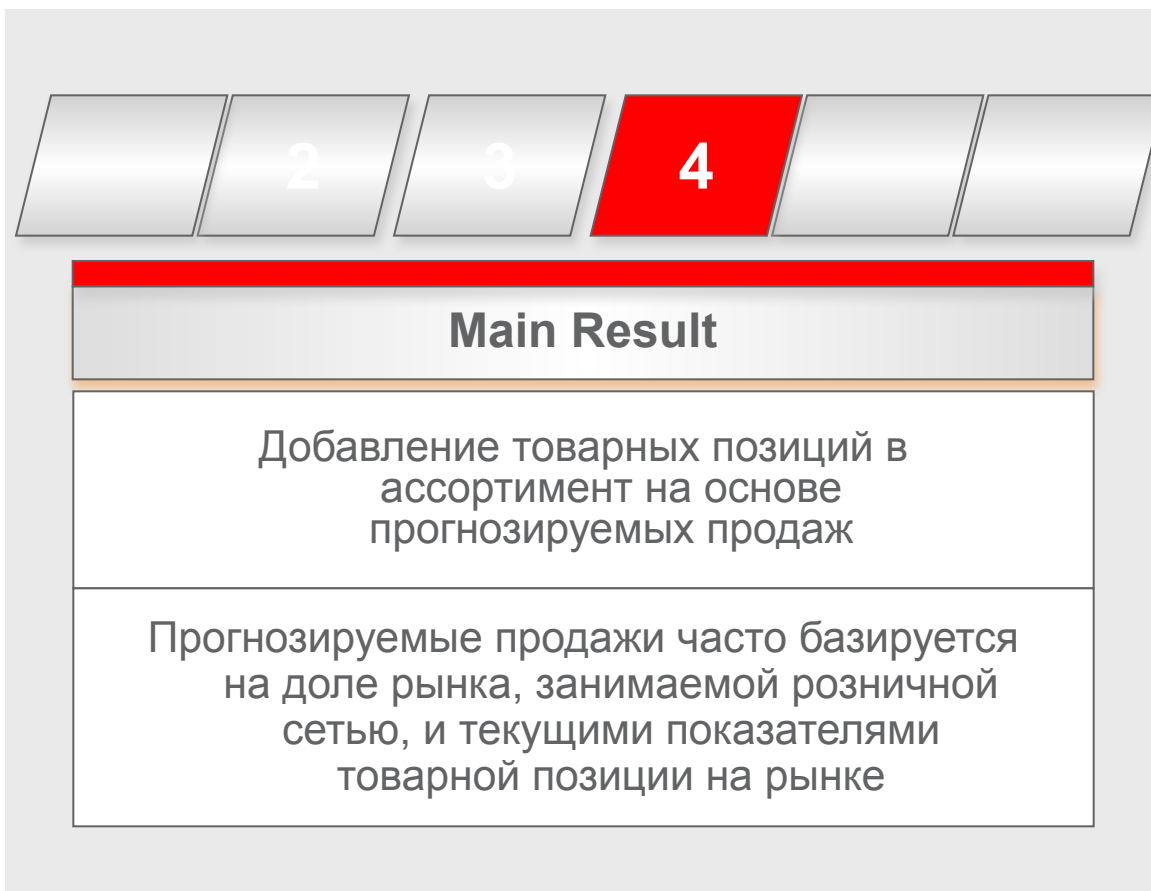 2 3 4
Main Result
Добавление товарных позиций в
ассортимент на основе
прогнозируемых продаж
Прогнозируемые продажи часто базируется
на доле рынка, занимаемой розничной
сетью, и текущими показателями
товарной позиции на рынке